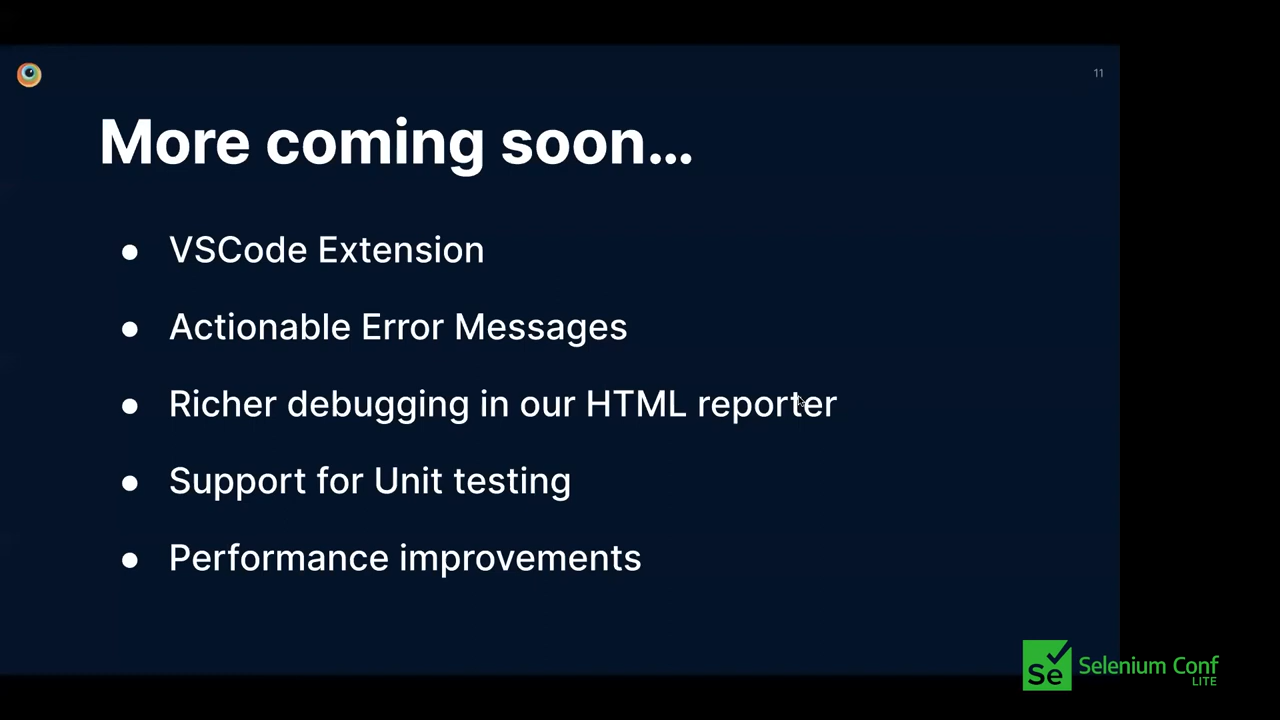 11
More coming soon...
● VSCode Extension
● Actionable Error Messages
● Richer debugging in our HTML reporter
● Support for Unit testing
● Performance improvements
Se Selenium Conf
LITE